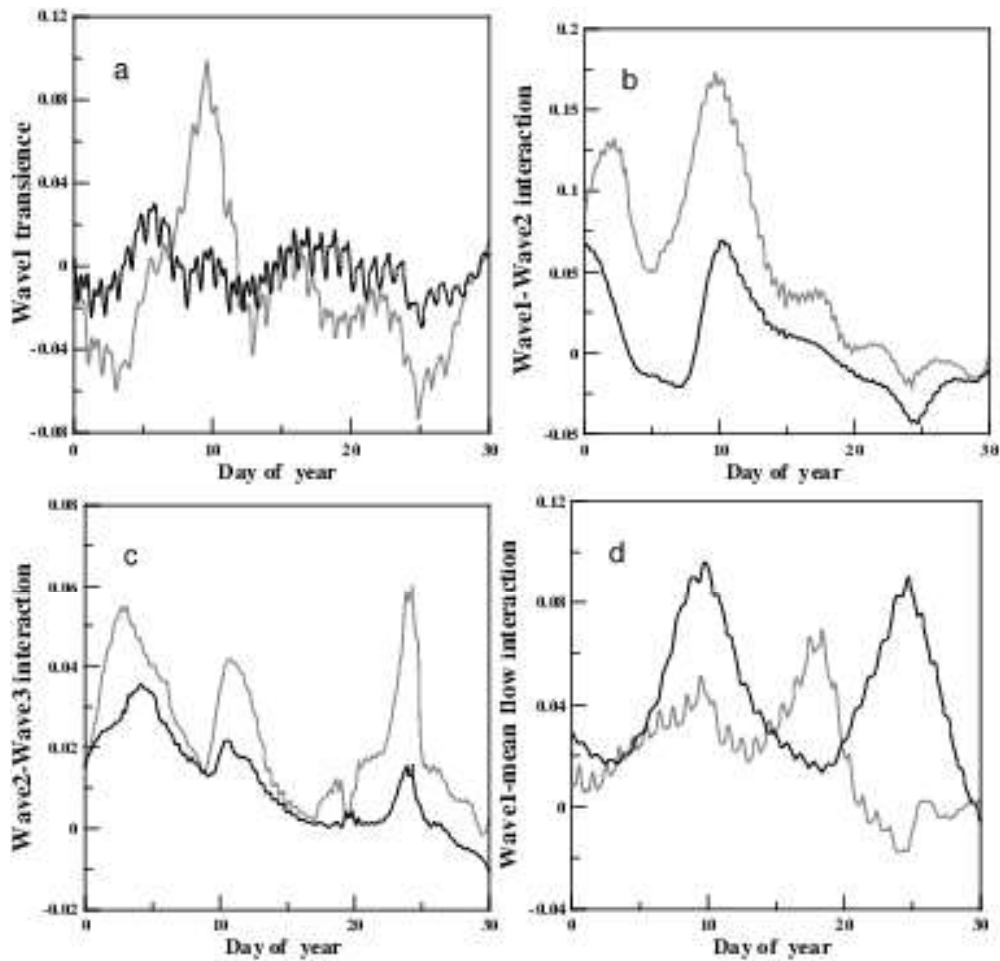 a
Wave1 transience
0.12
0.08
0.04
0
-0.04
-0.08
0 10 20 30
Day of year
b
Wave1-Wave2 interaction
0.2
0.15
0.1
0.05
0
-0.05
0 10 20 30
Day of year
c
Wave2-Wave3 interaction
0.08
0.06
0.04
0.02
0
-0.02
0 10 20 30
Day of year
d
Wave1-mean flow interaction
0.12
0.08
0.04
0
-0.04
0 10 20 30
Day of year